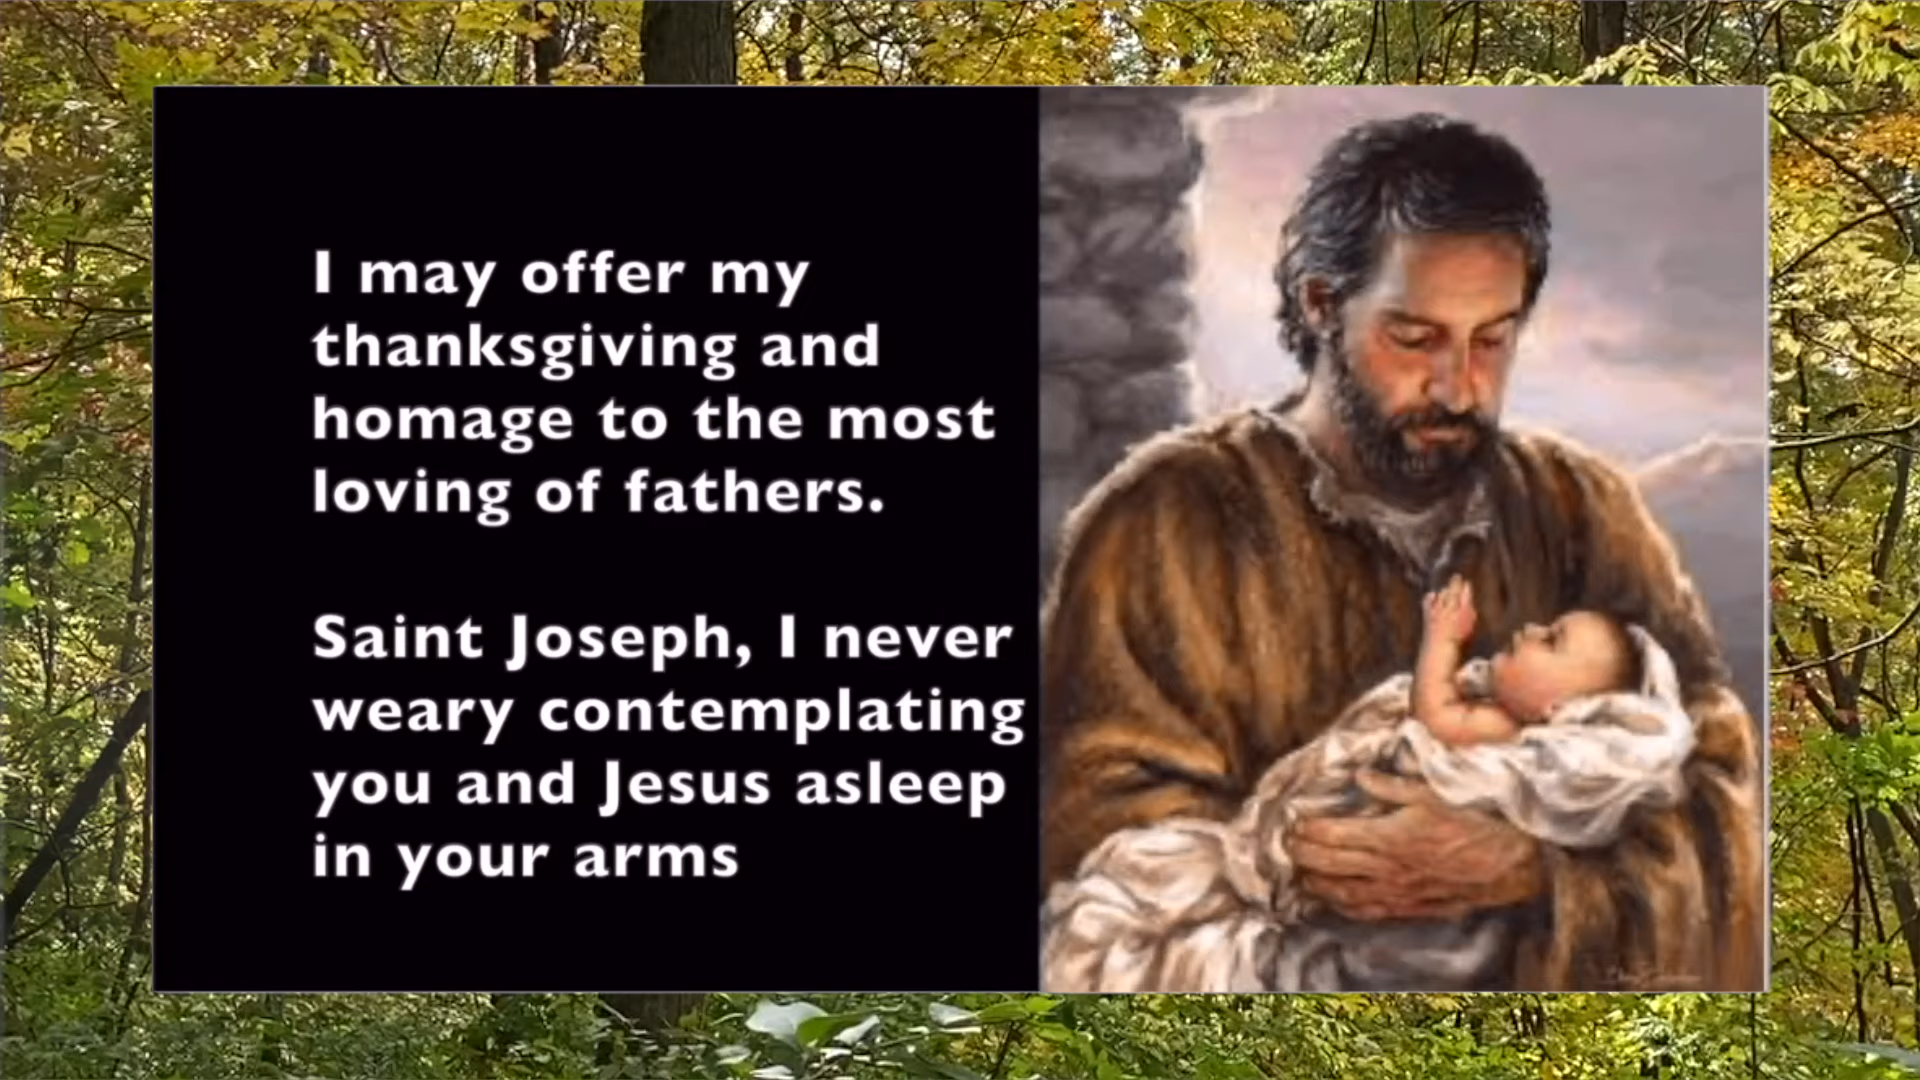 I may offer my
thanksgiving and
homage to the most
loving of fathers.
Saint Joseph, I never
weary contemplating
you and Jesus asleep
in your arms